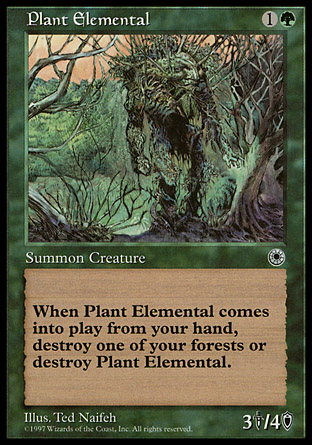 Plant Elemental 1
Summon Creature
When Plant Elemental comes
into play from your hand,
destroy one of your forests or
destroy Plant Elemental.
Illus. Ted Naifeh
©1997 Wizards of the Coast, Inc. All rights reserved.
3/4